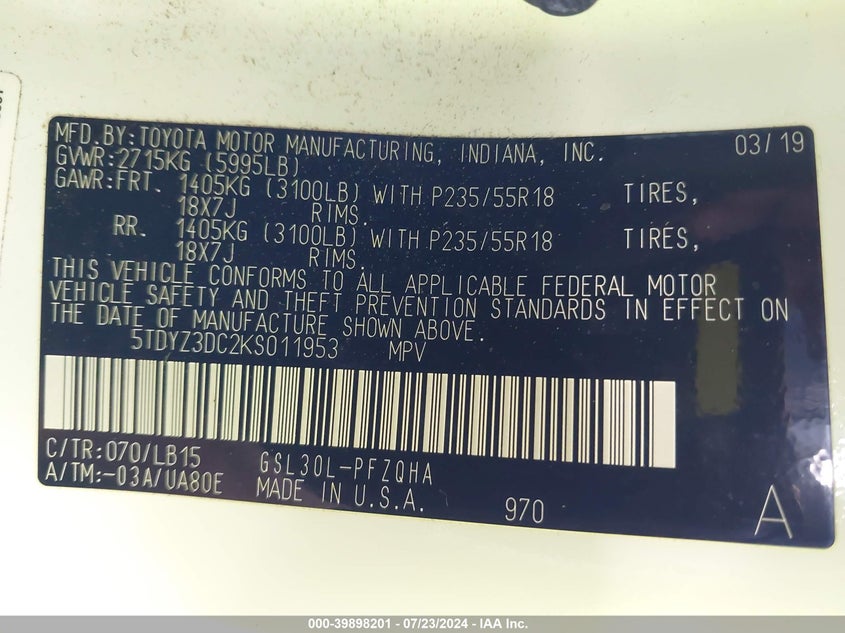 MFD.BY:TOYOTA MOTOR MANUFACTURING, INDIANA, INC. 03/19
GVWR:2715KG (5995LB)
GAWR:FRT. 1405KG (3100LB) WITH P235/55R18 TIRES,
18X7J RIMS.
RR. 1405KG (3100LB) WITH P235/55R18 TIRES,
18X7J RIMS.
THIS VEHICLE CONFORMS TO ALL APPLICABLE FEDERAL MOTOR
VEHICLE SAFETY AND THEFT PREVENTION STANDARDS IN EFFECT ON
THE DATE OF MANUFACTURE SHOWN ABOVE.
5TDYZ3DC2KS011953 MPV
C/TR:070/LB15 GSL30L-PFZQHA
A/TM:-03A/UA80E MADE IN U.S.A. 970 A
000-39898201 - 07/23/2024 - IAA Inc.